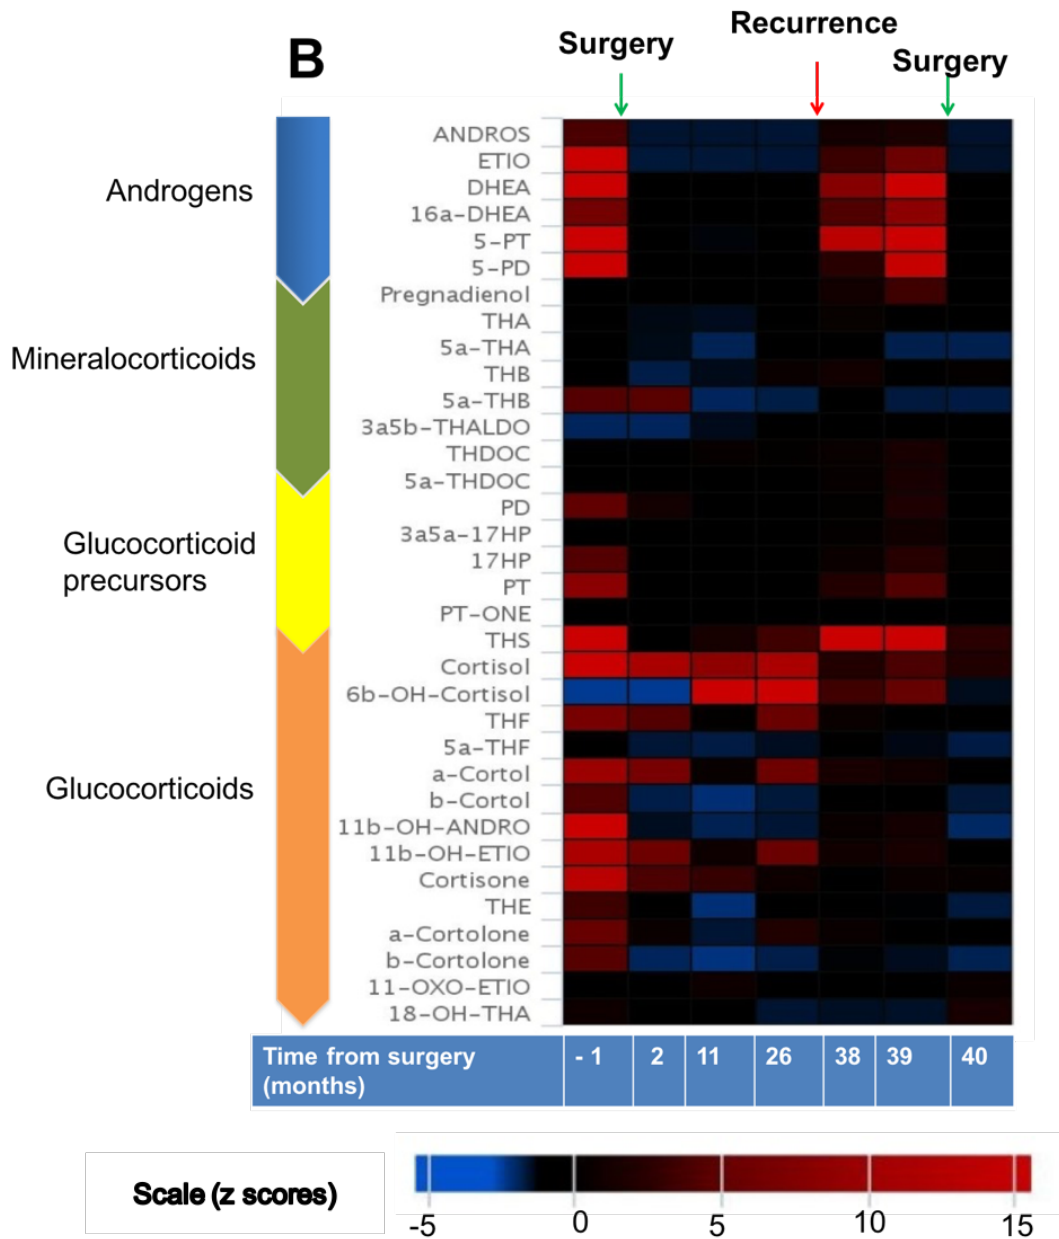 B
Surgery
Recurrence
Surgery
Androgens
Mineralocorticoids
Glucocorticoid
precursors
Glucocorticoids
ANDROS
ETIO
DHEA
16a-DHEA
5-PT
5-PD
Pregnadienol
THA
5a-THA
THB
5a-THB
3a5b-THALDO
THDOC
5a-THDOC
PD
3a5a-17HP
17HP
PT
PT-ONE
THS
Cortisol
6b-OH-Cortisol
THF
5a-THF
a-Cortol
b-Cortol
11b-OH-ANDRO
11b-OH-ETIO
Cortisone
THE
a-Cortolone
b-Cortolone
11-OXO-ETIO
18-OH-THA
Time from surgery
(months)
- 1 2 11 26 38 39 40
Scale (z scores)
-5 0 5 10 15